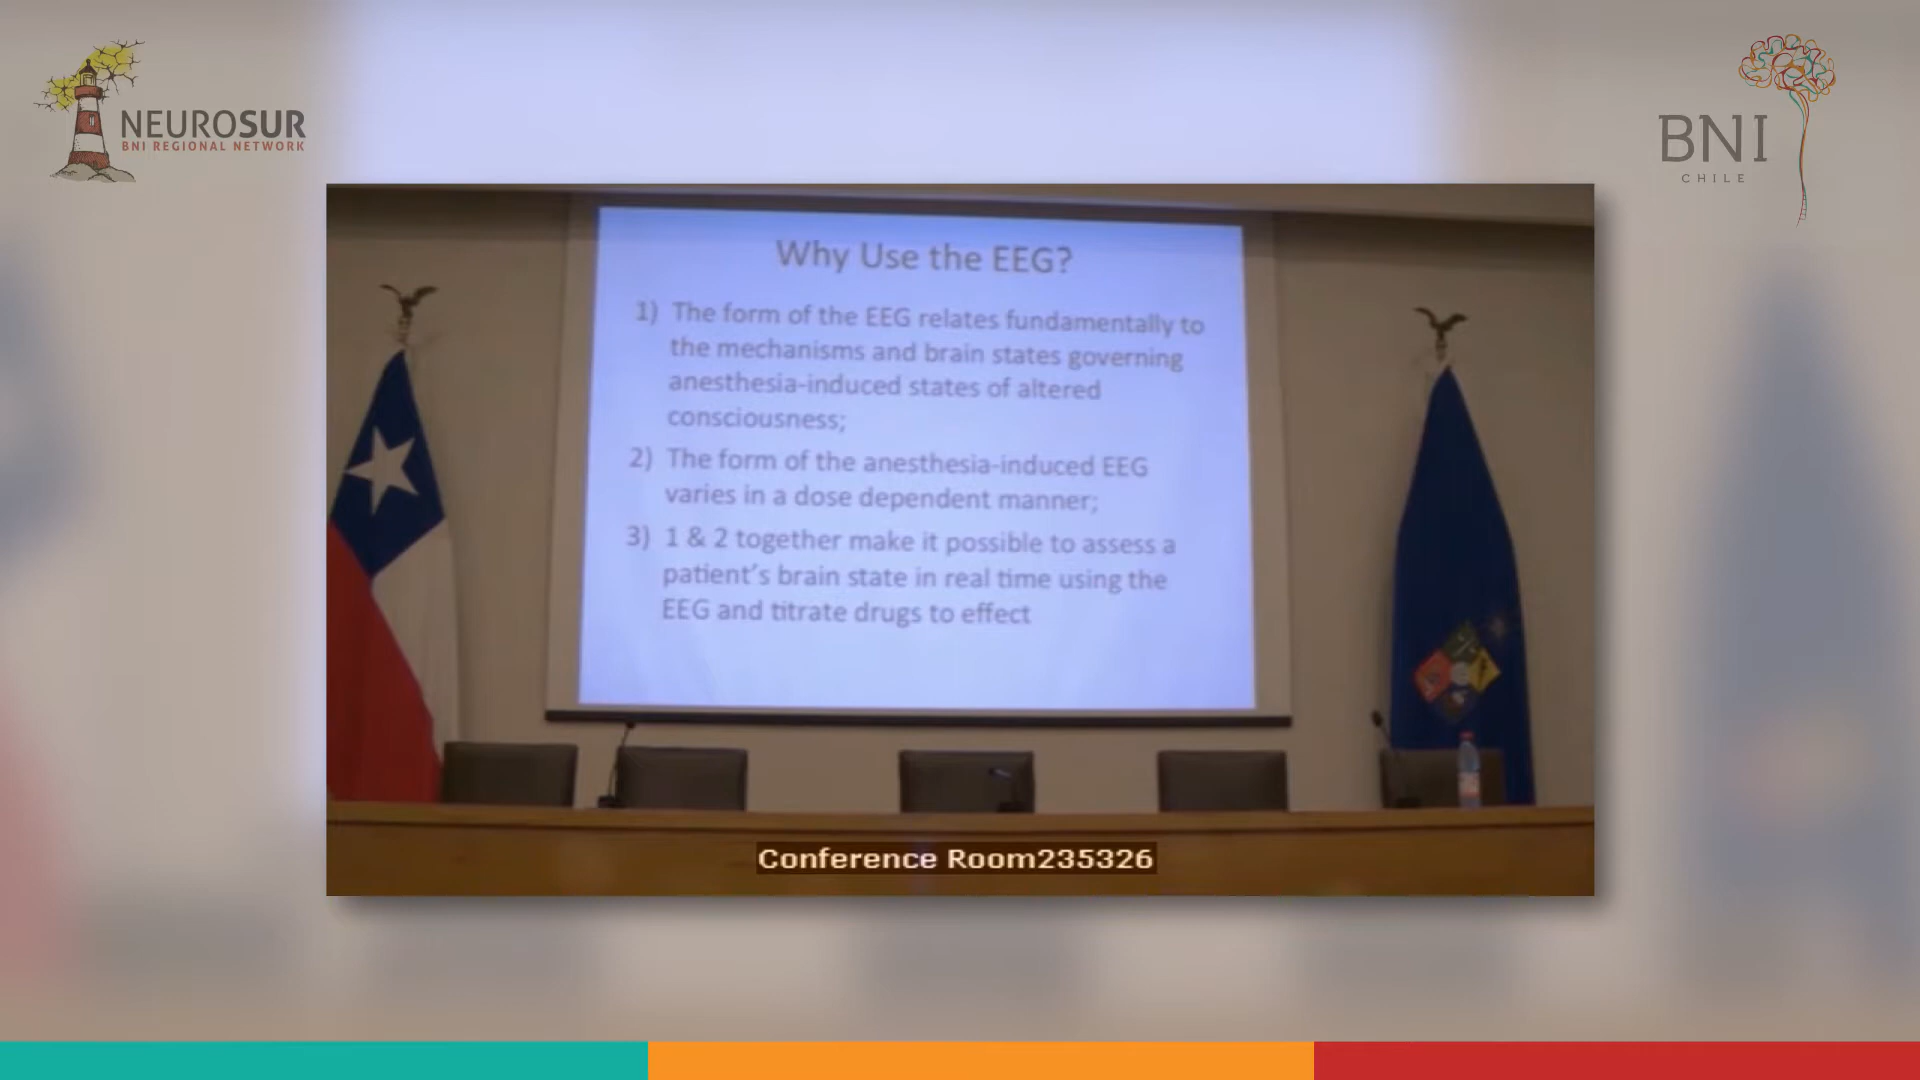 NEUROSUR
BNI REGIONAL NETWORK
BNI
CHILE
Why Use the EEG?
1) The form of the EEG relates fundamentally to
the mechanisms and brain states governing
anesthesia-induced states of altered
consciousness;
2) The form of the anesthesia-induced EEG
varies in a dose dependent manner;
3) 1 & 2 together make it possible to assess a
patient's brain state in real time using the
EEG and titrate drugs to effect
Conference Room235326